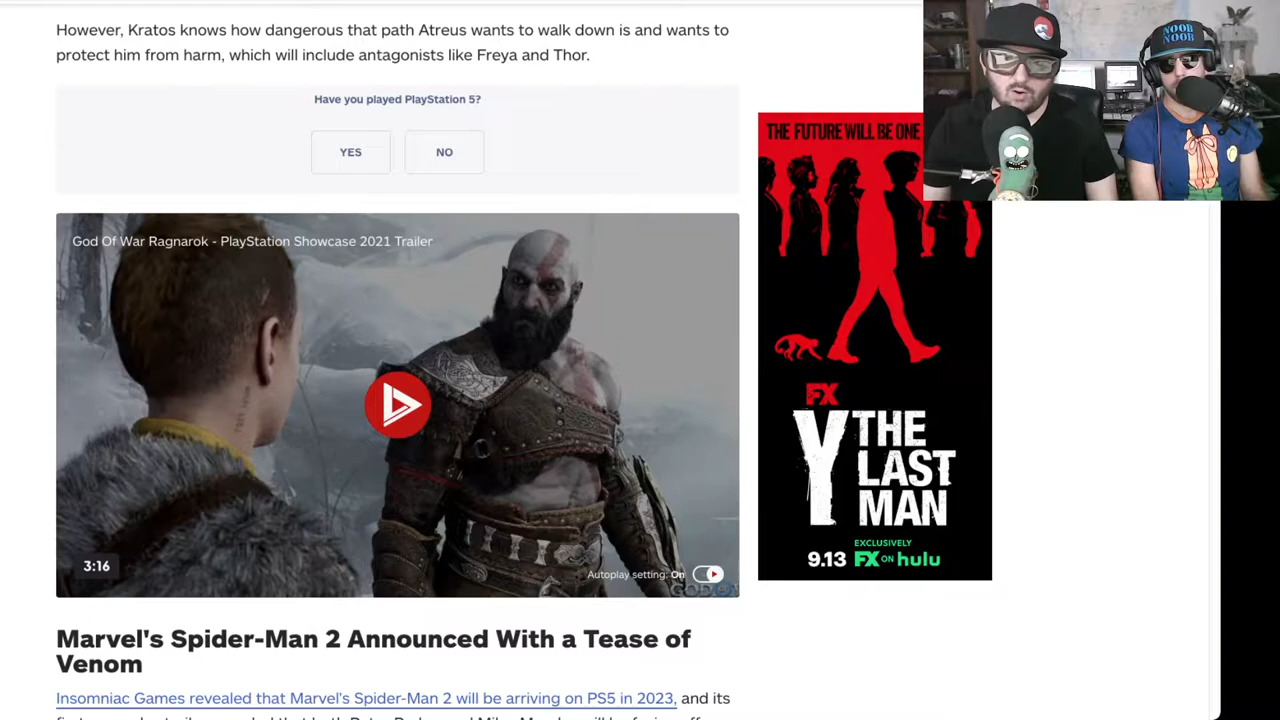 However, Kratos knows how dangerous that path Atreus wants to walk down is and wants to
protect him from harm, which will include antagonists like Freya and Thor.
Have you played PlayStation 5?
YES
NO
God Of War Ragnarok - PlayStation Showcase 2021 Trailer
3:16
Autoplay setting: On
Marvel's Spider-Man 2 Announced With a Tease of
Venom
Insomniac Games revealed that Marvel's Spider-Man 2 will be arriving on PS5 in 2023, and its
THE FUTURE WILL BE ONE
FX
Y THE
LAST
MAN
EXCLUSIVELY
9.13 FX ON hulu
NOOB
NOOB